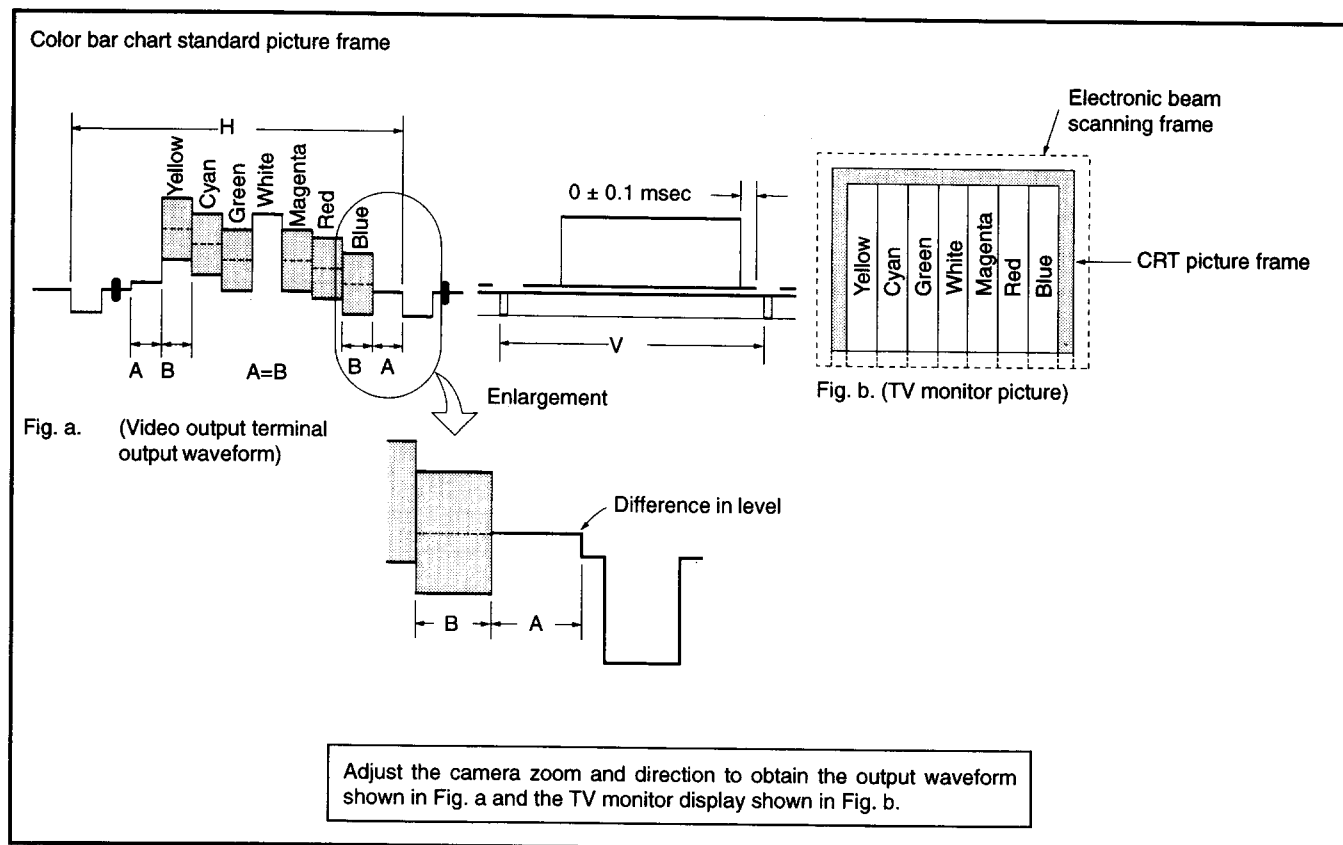 Color bar chart standard picture frame
H
Yellow
Cyan
Green
White
Magenta
Red
Blue
A
B
A=B
B
A
Fig. a. (Video output terminal
output waveform)
0 ± 0.1 msec
V
Electronic beam
scanning frame
CRT picture frame
Yellow
Cyan
Green
White
Magenta
Red
Blue
Fig. b. (TV monitor picture)
Enlargement
Difference in level
B
A
Adjust the camera zoom and direction to obtain the output waveform
shown in Fig. a and the TV monitor display shown in Fig. b.